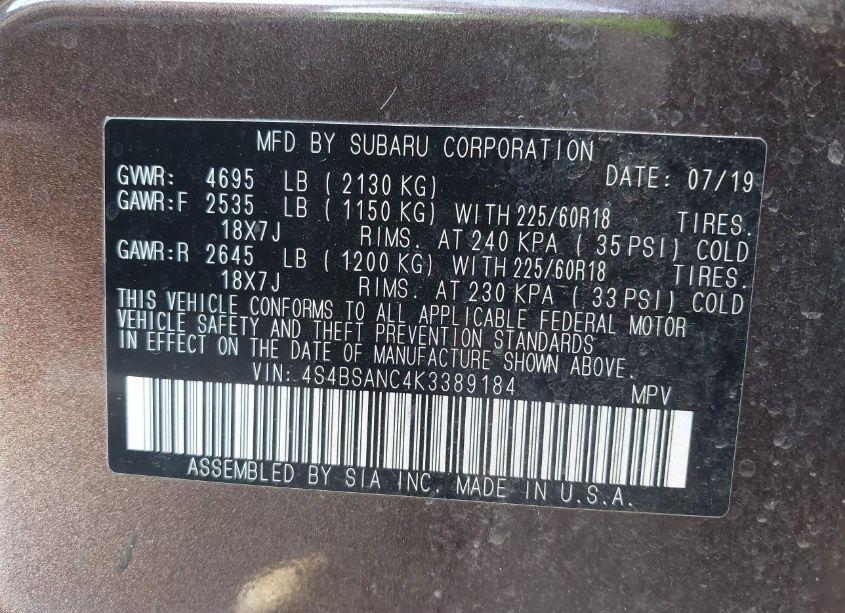 MFD BY SUBARU CORPORATION
GVWR: 4695 LB ( 2130 KG) DATE: 07/19
GAWR:F 2535 LB ( 1150 KG) WITH 225/60R18 TIRES.
18X7J RIMS. AT 240 KPA ( 35 PSI) COLD
GAWR:R 2645 LB ( 1200 KG) WITH 225/60R18 TIRES.
18X7J RIMS. AT 230 KPA ( 33 PSI) COLD
THIS VEHICLE CONFORMS TO ALL APPLICABLE FEDERAL MOTOR
VEHICLE SAFETY AND THEFT PREVENTION STANDARDS
IN EFFECT ON THE DATE OF MANUFACTURE SHOWN ABOVE.
VIN: 4S4BSANC4K3389184 MPV
ASSEMBLED BY SIA INC. MADE IN U.S.A.